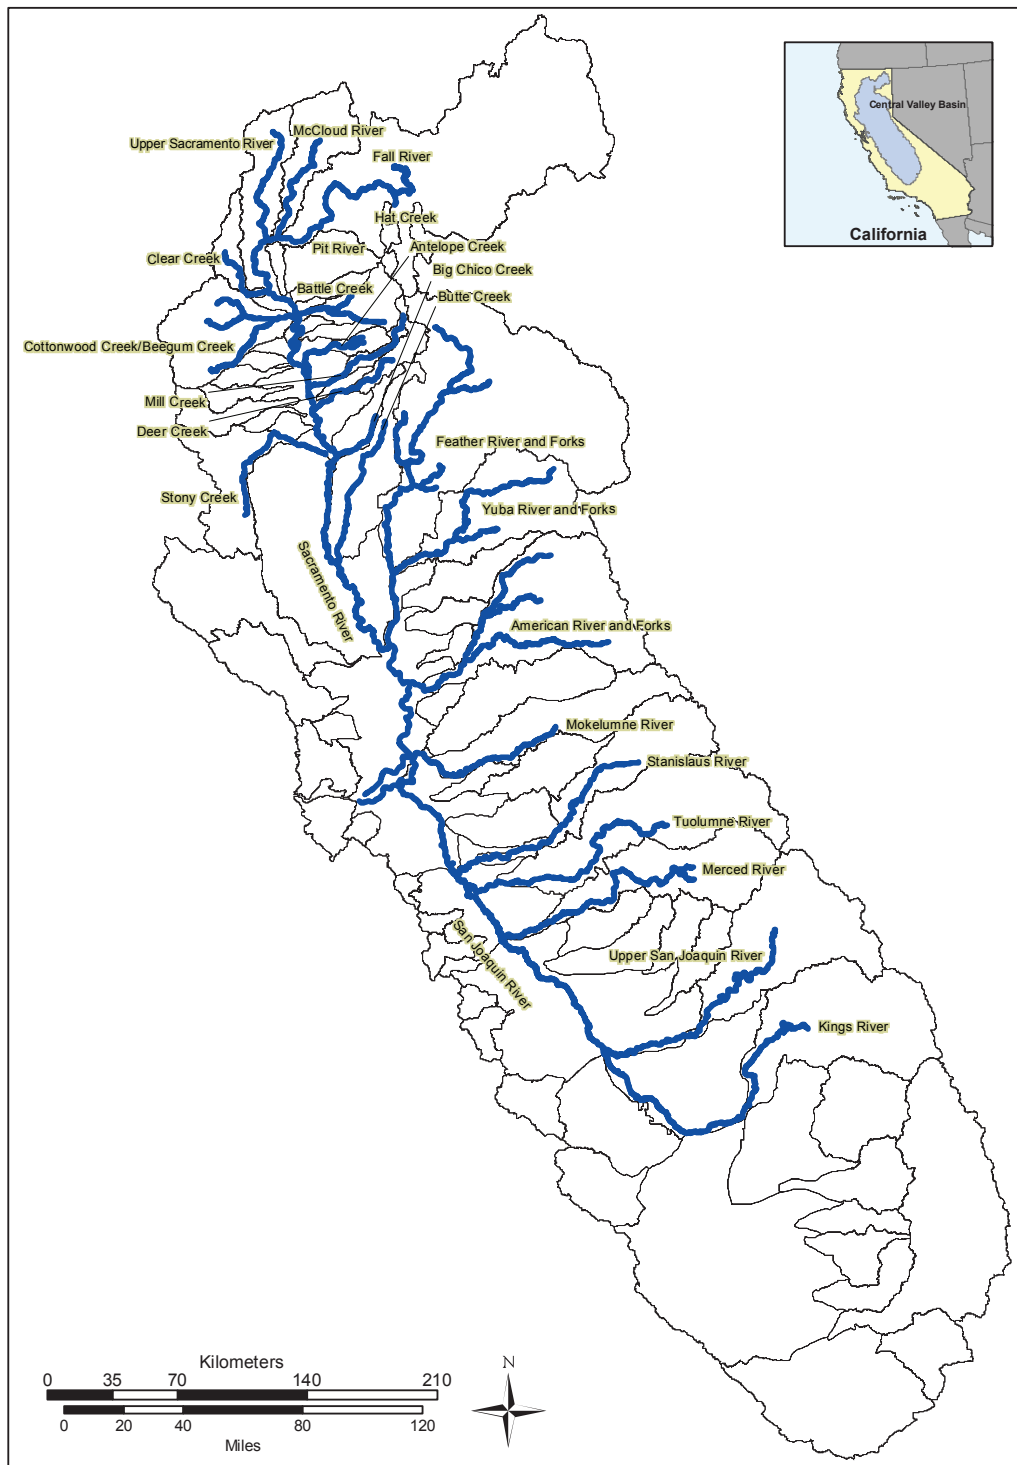 McCloud River
Upper Sacramento River
Fall River
Central Valley Basin
California
Hat Creek
Pit River
Antelope Creek
Clear Creek
Big Chico Creek
Battle Creek
Butte Creek
Cottonwood Creek/Beegum Creek
Mill Creek
Deer Creek
Feather River and Forks
Stony Creek
Yuba River and Forks
Sacramento River
American River and Forks
Mokelumne River
Stanislaus River
Tuolumne River
Merced River
San Joaquin River
Upper San Joaquin River
Kings River
Kilometers
0 35 70 140 210
0 20 40 80 120
Miles
N